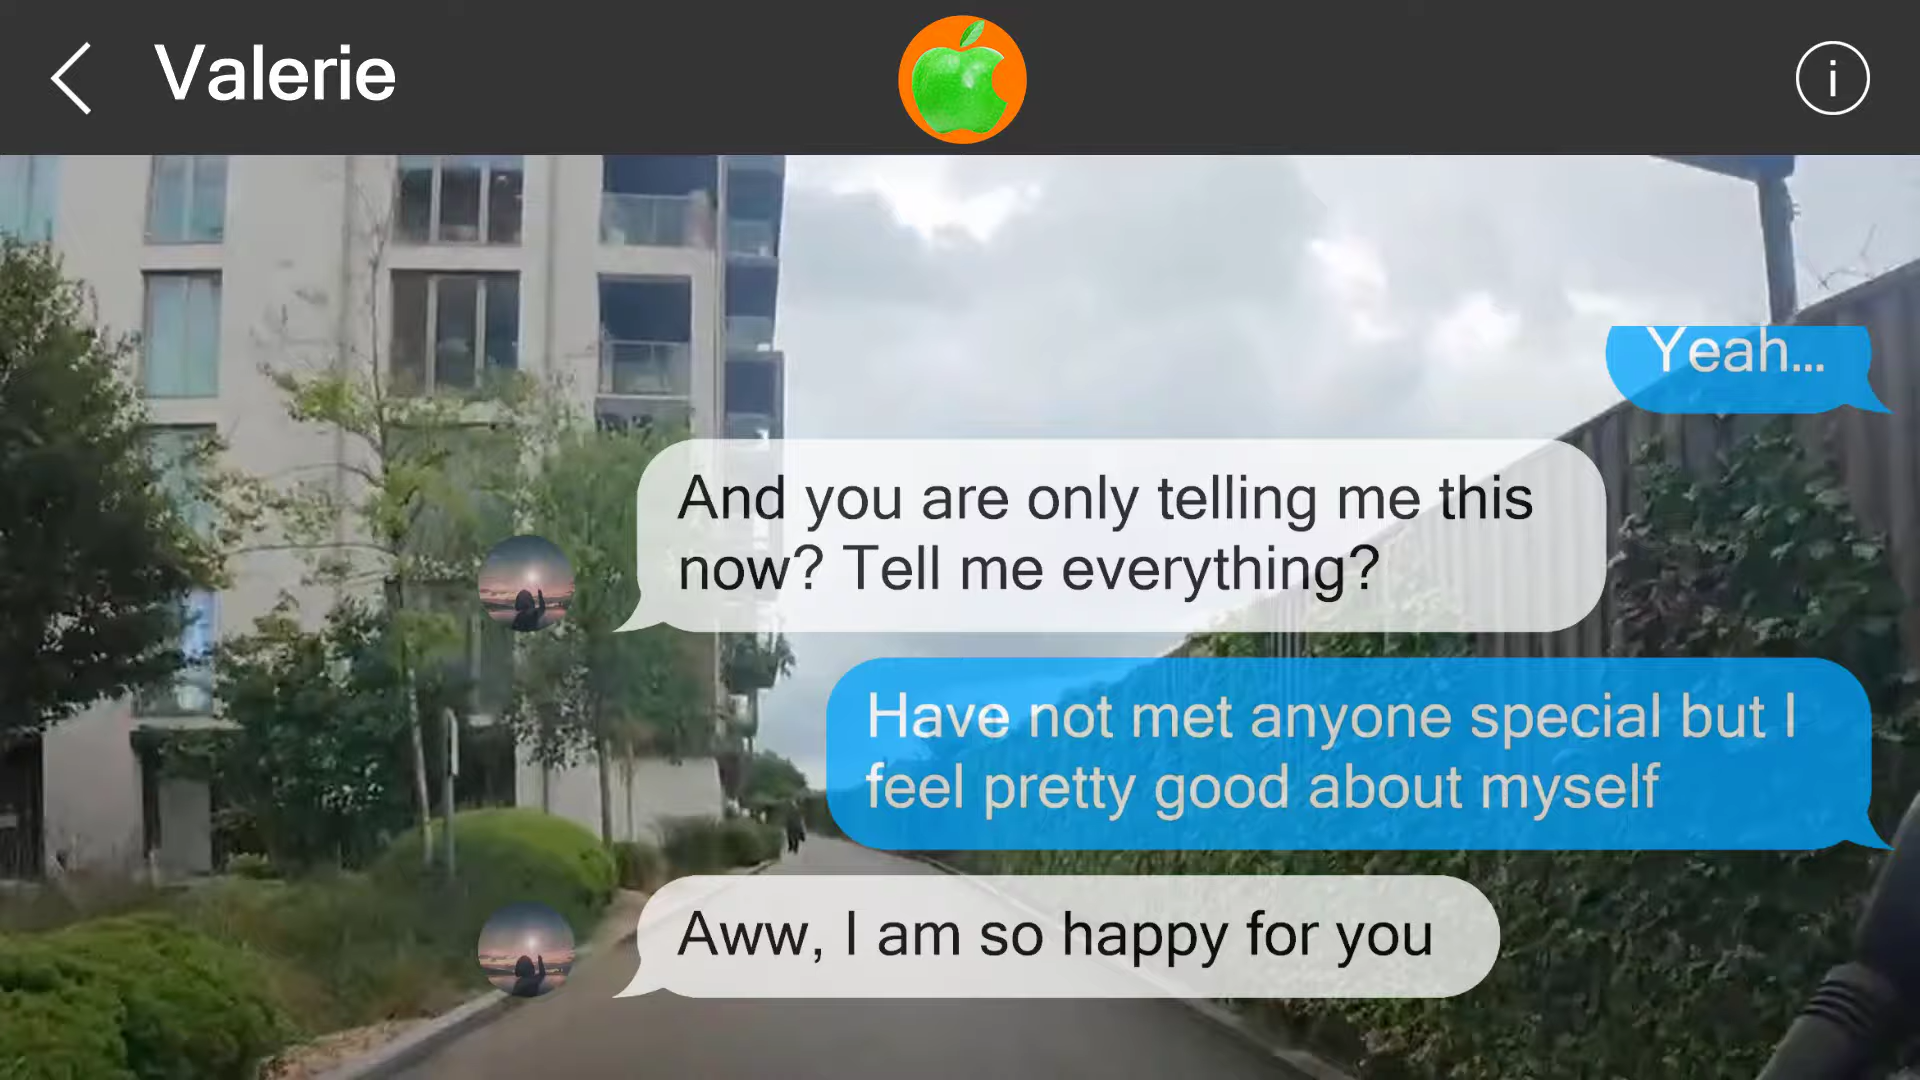 Valerie
i
Yeah...
And you are only telling me this
now? Tell me everything?
Have not met anyone special but I
feel pretty good about myself
Aww, I am so happy for you